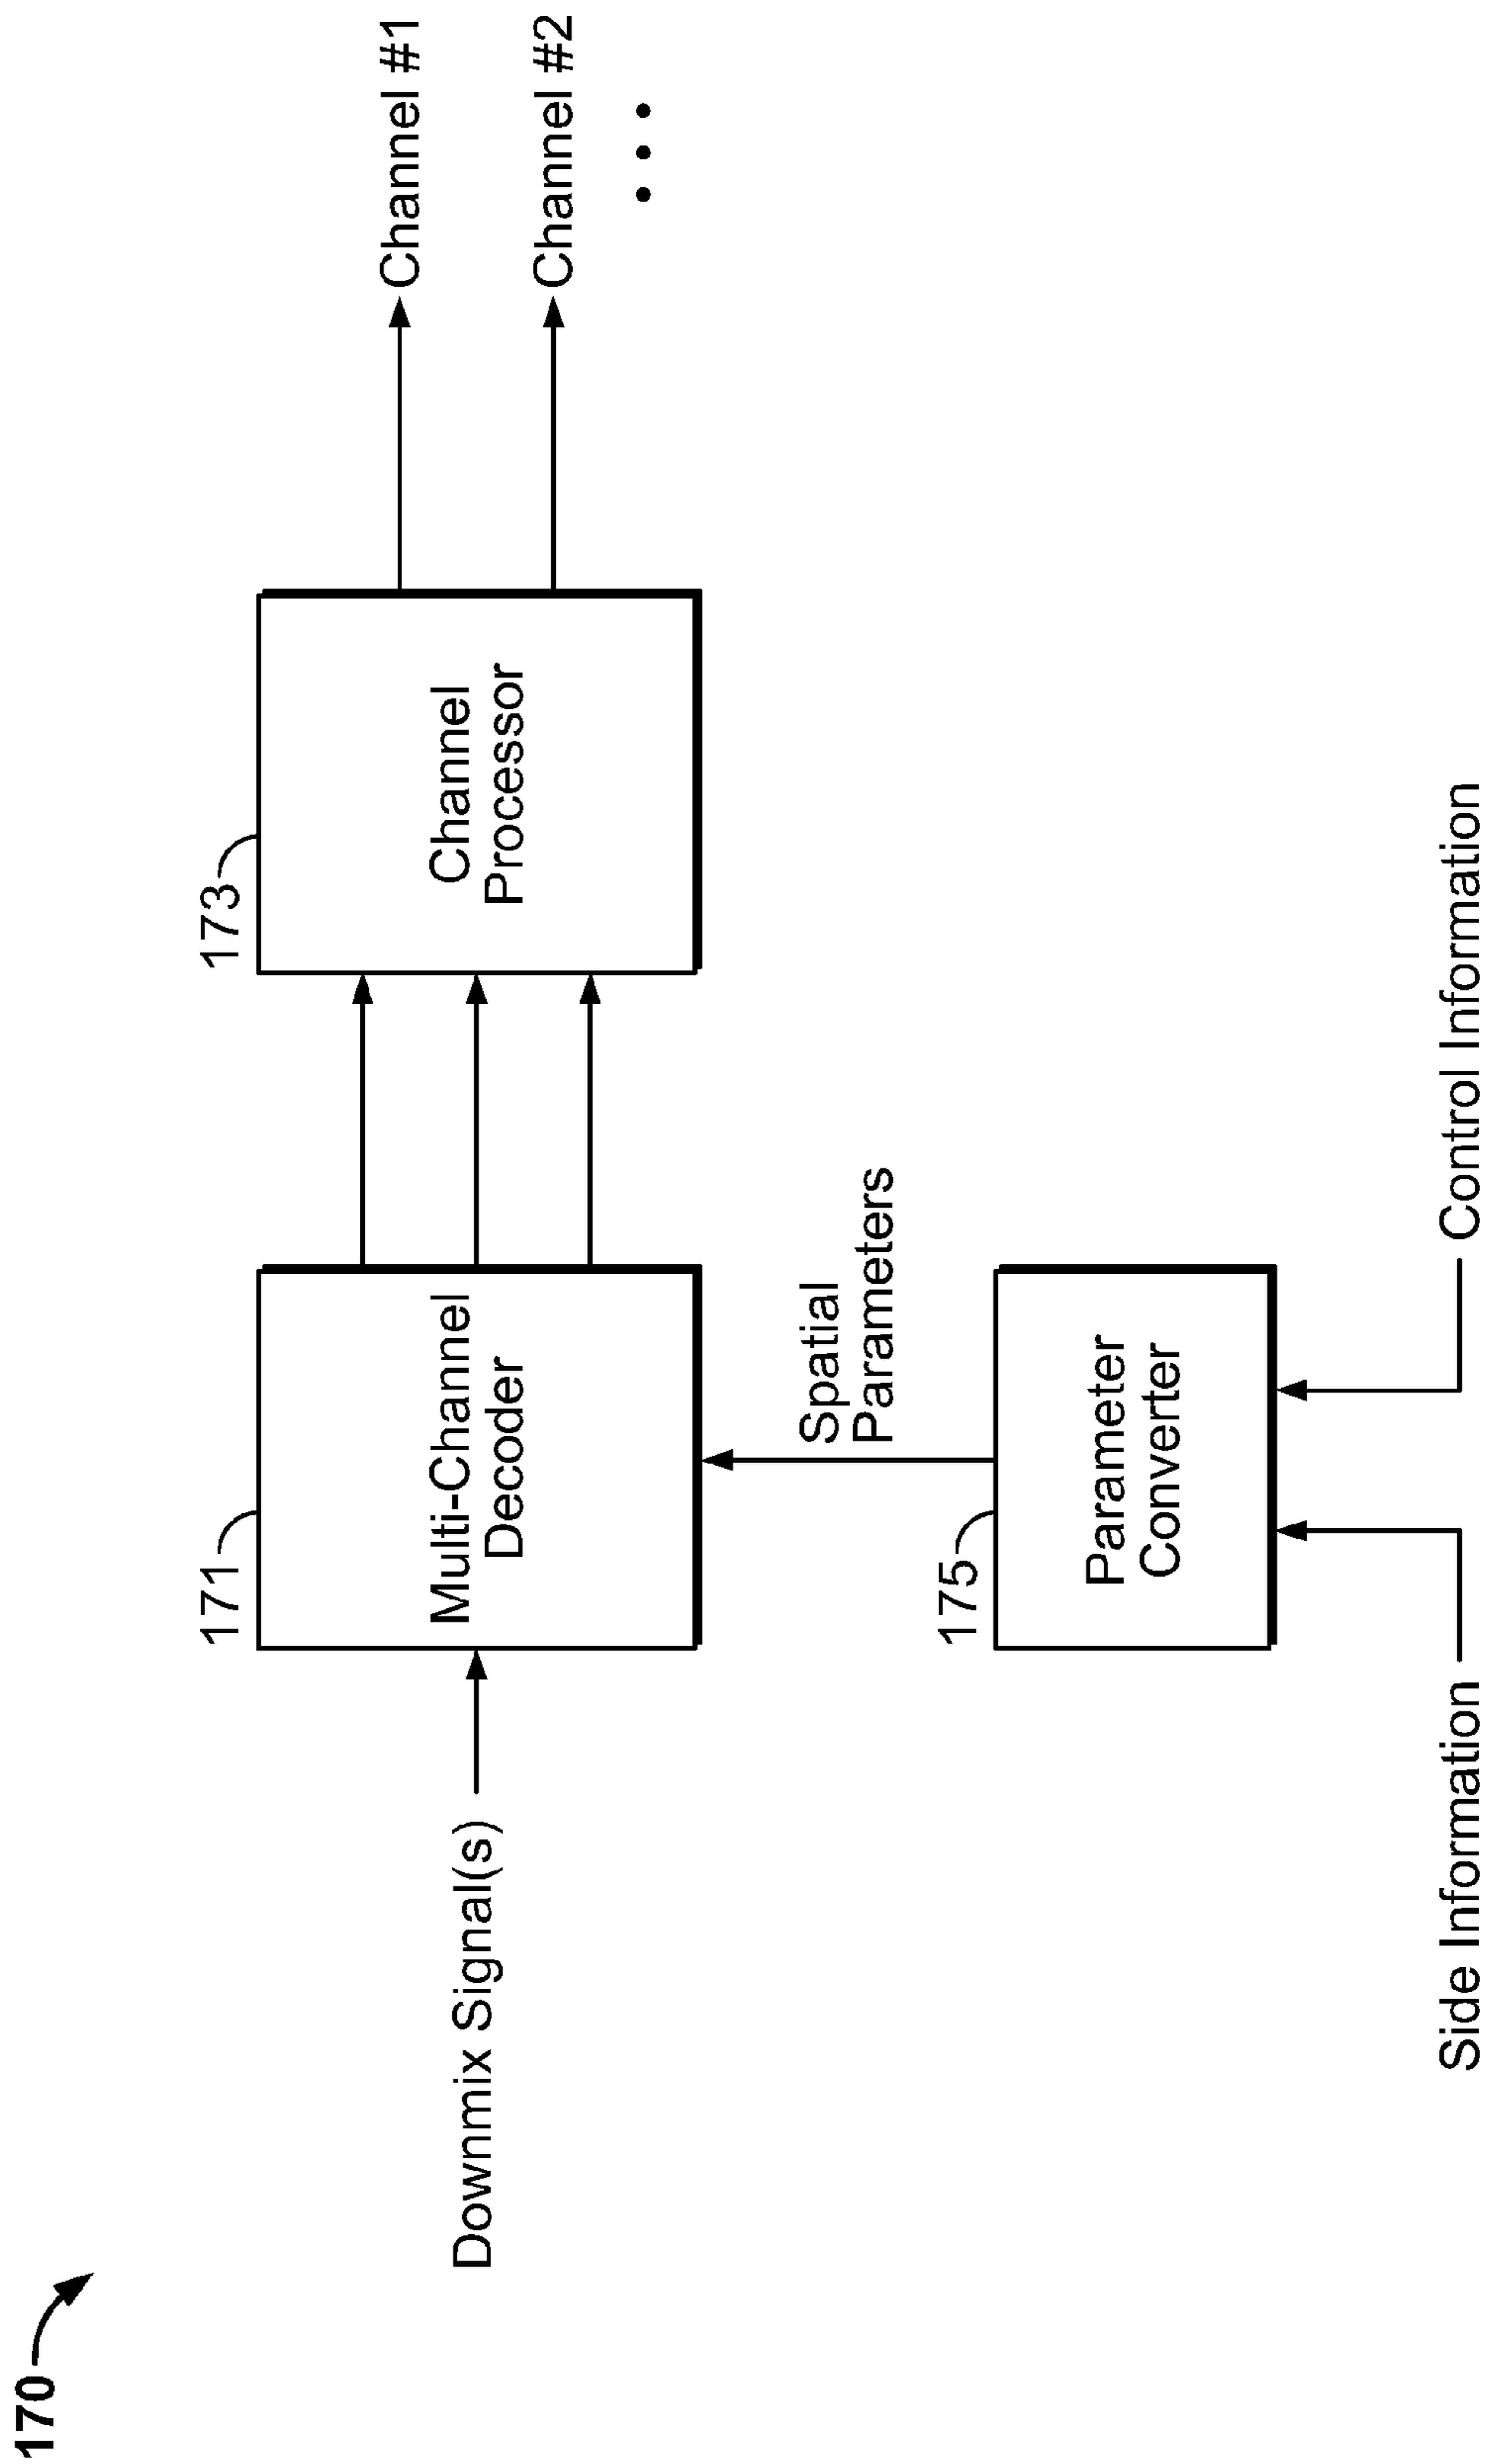 170
171
Multi-Channel
Decoder
173
Channel
Processor
Channel #1
Channel #2
Downmix Signal(s)
Spatial
Parameters
175
Parameter
Converter
Side Information
Control Information